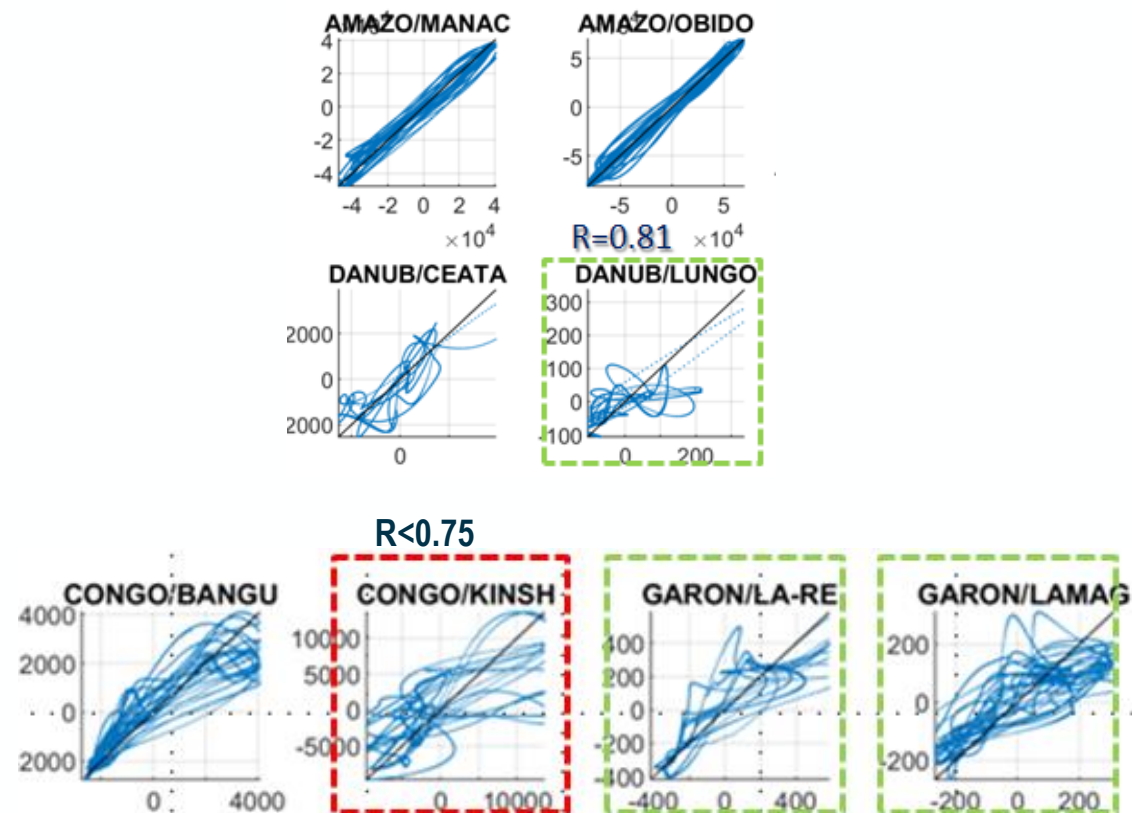 AMAZO/MANAC AMAZO/OBIDO
4 5
2
0 0
-2
-4 -5
-4 -2 0 2 4 -5 0 5
×10⁴ R=0.81 ×10⁴
DANUB/CEATA DANUB/LUNGO
2000 300
200
0 100
0
2000 -100
0 0 200
R<0.75
CONGO/BANGU CONGO/KINSH GARON/LA-RE GARON/LAMAG
4000 10000 400 200
2000 5000 200
0 0 0 0
2000 -5000 -200 -200
-400
0 4000 0 10000 -400 0 400 -200 0 200